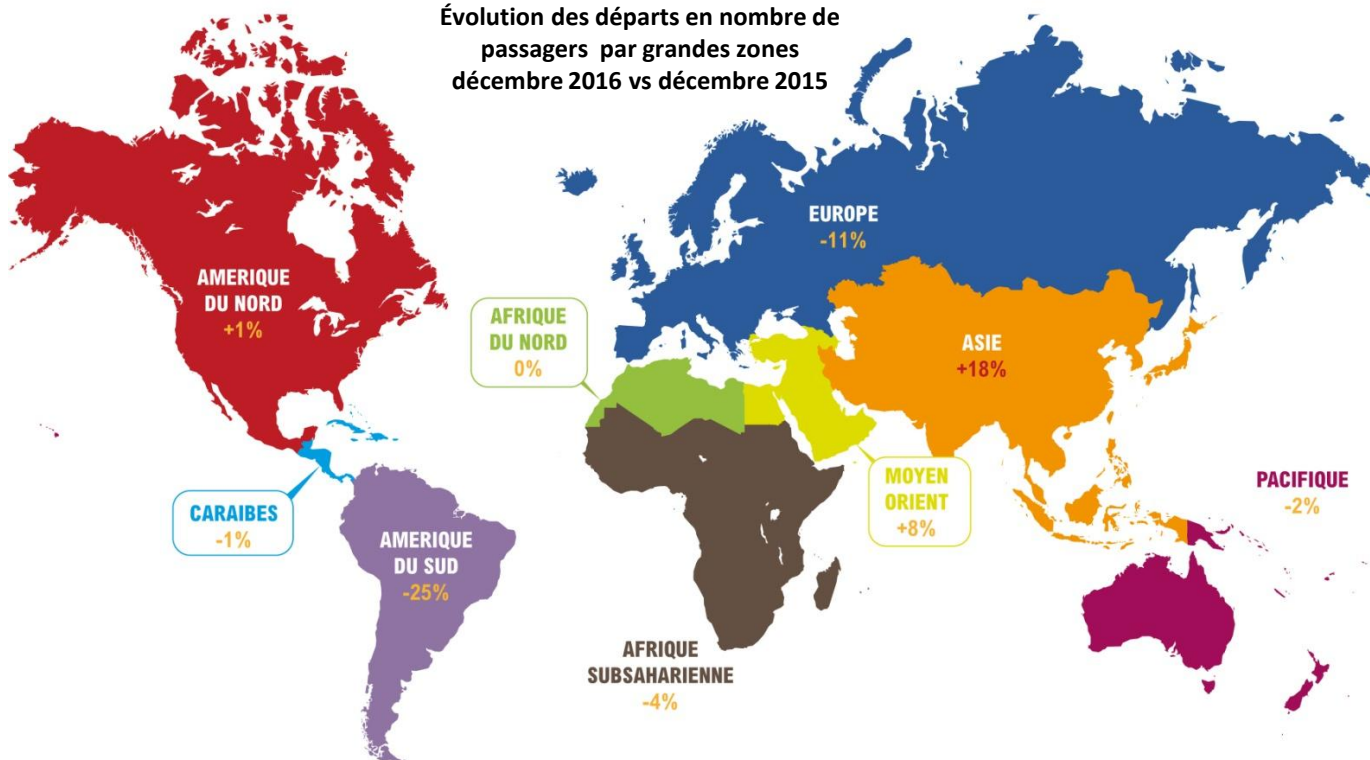 Évolution des départs en nombre de
passagers par grandes zones
décembre 2016 vs décembre 2015
EUROPE
-11%
AMERIQUE
DU NORD
+1%
AFRIQUE
DU NORD
0%
ASIE
+18%
MOYEN
ORIENT
+8%
PACIFIQUE
-2%
CARAIBES
-1%
AMERIQUE
DU SUD
-25%
AFRIQUE
SUBSAHARIENNE
-4%